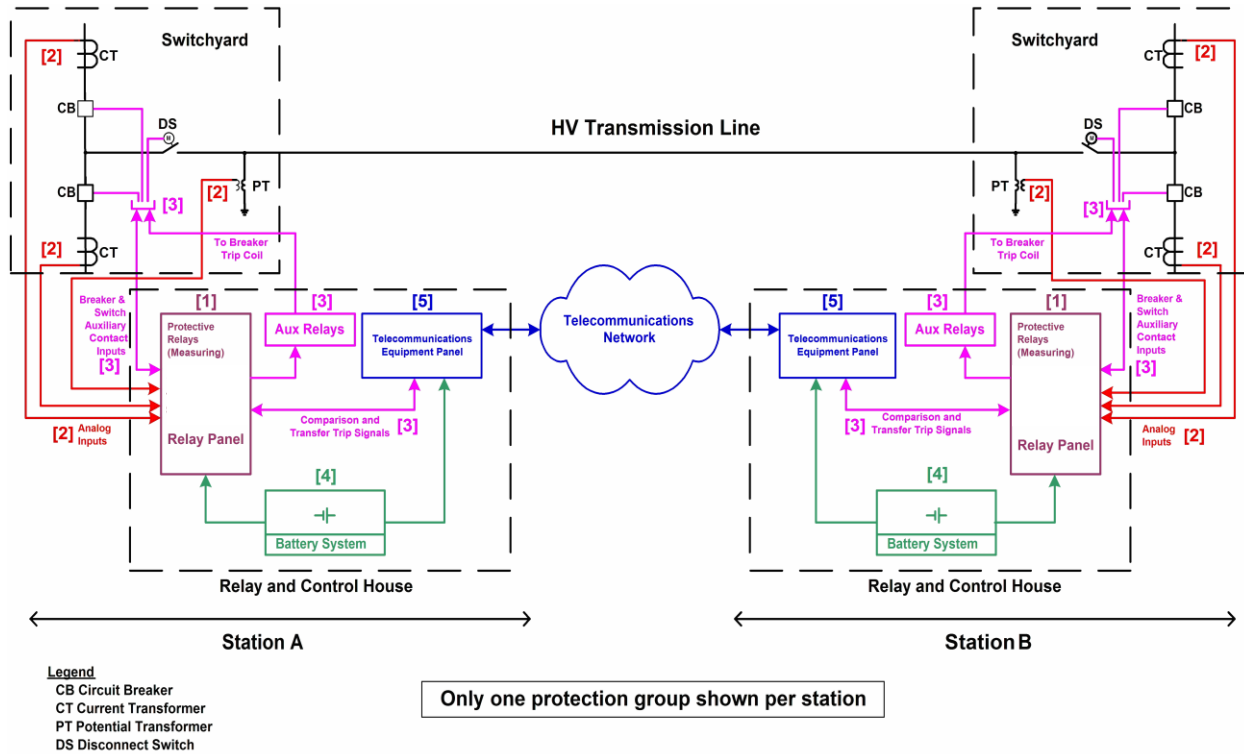 Switchyard
[2]
CT
CB
DS
CB
[2]
PT
[3]
[2]
CT
To Breaker
Trip Coil
HV Transmission Line
Switchyard
[2]
CT
CB
DS
PT
[2]
CB
[3]
[2]
CT
To Breaker
Trip Coil
Breaker &
Switch
Auxiliary
Contact
Inputs
[3]
[1]
Protective
Relays
(Measuring)
Relay Panel
[3]
Aux Relays
[5]
Telecommunications
Equipment Panel
Comparison and
Transfer Trip Signals
[3]
[2] Analog
Inputs
[4]
Battery System
Relay and Control House
Station A
Telecommunications
Network
[5]
Telecommunications
Equipment Panel
[3]
Aux Relays
[1]
Protective
Relays
(Measuring)
Relay Panel
Breaker &
Switch
Auxiliary
Contact
Inputs
[3]
Comparison and
[3] Transfer Trip Signals
Analog
Inputs
[2]
[4]
Battery System
Relay and Control House
Station B
Legend
CB Circuit Breaker
CT Current Transformer
PT Potential Transformer
DS Disconnect Switch
Only one protection group shown per station